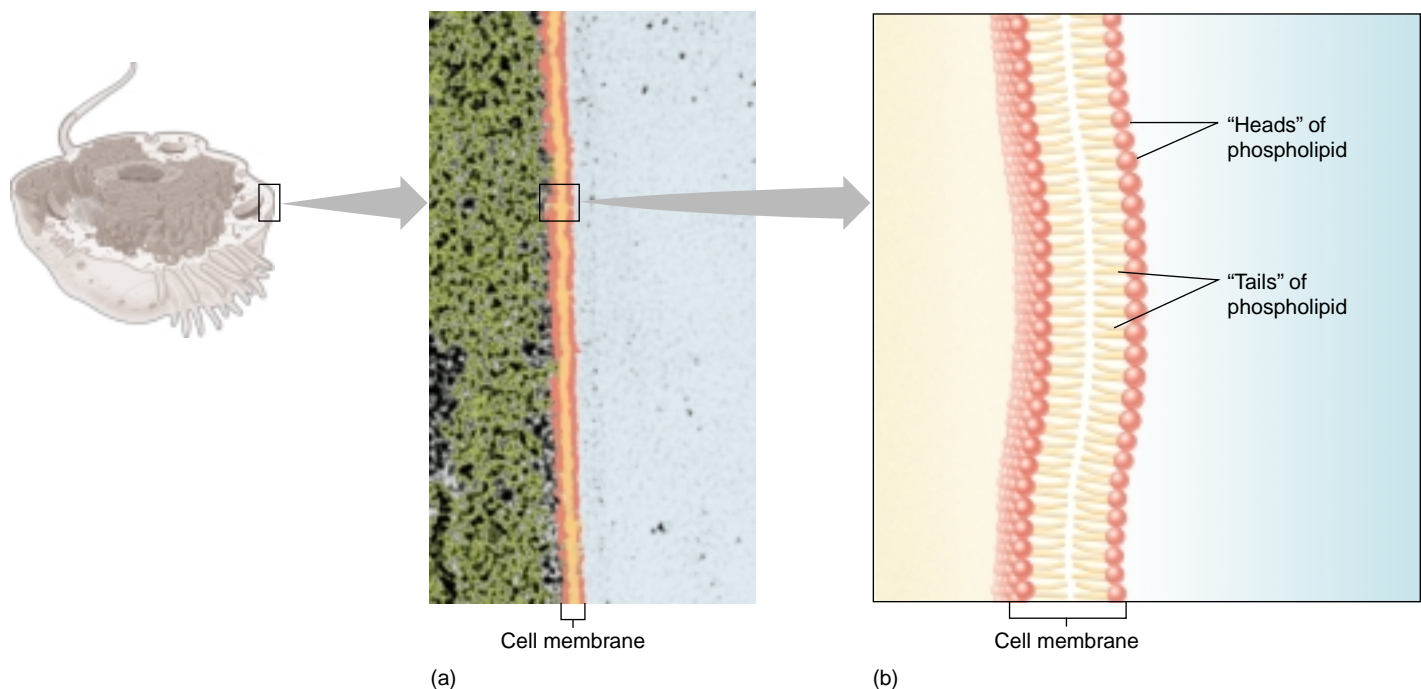 “Heads” of
phospholipid
“Tails” of
phospholipid
Cell membrane
Cell membrane
(a)
(b)